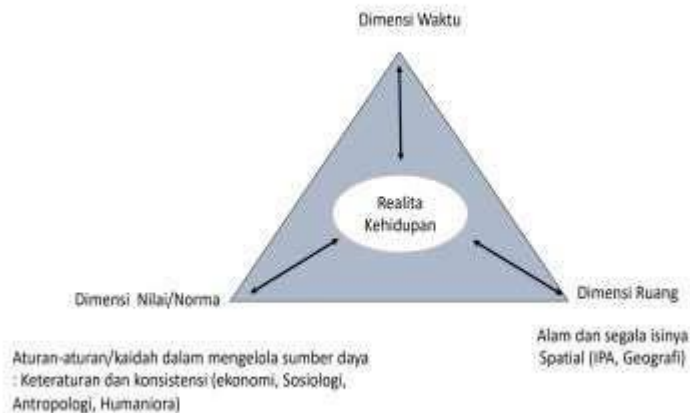 Dimensi Waktu
Realita
Kehidupan
Dimensi Nilai/Norma
Dimensi Ruang
Aturan-aturan/kaidah dalam mengelola sumber daya
: Keteraturan dan konsistensi (ekonomi, Sosiologi,
Antropologi, Humaniora)
Alam dan segala isinya
Spatial (IPA, Geografi)